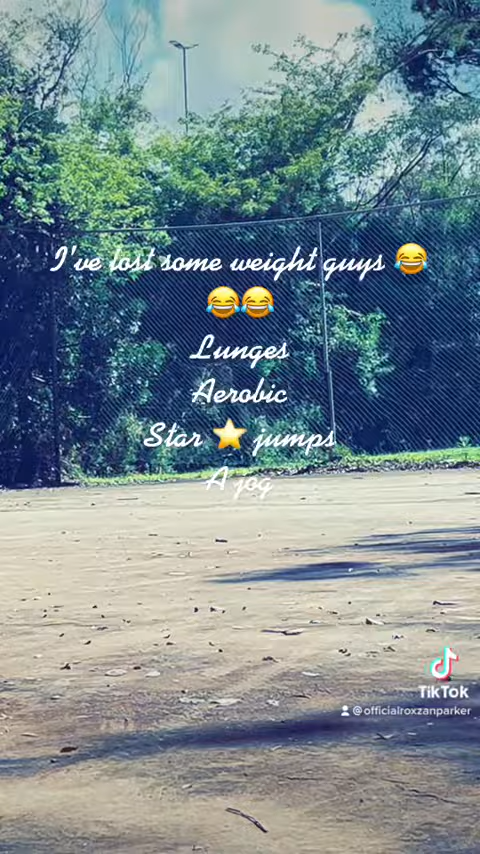 I've lost some weight guys 😂
😂😂
Lunges
Aerobic
Star ⭐ jumps
A jog
TikTok
@officialroxzanparker